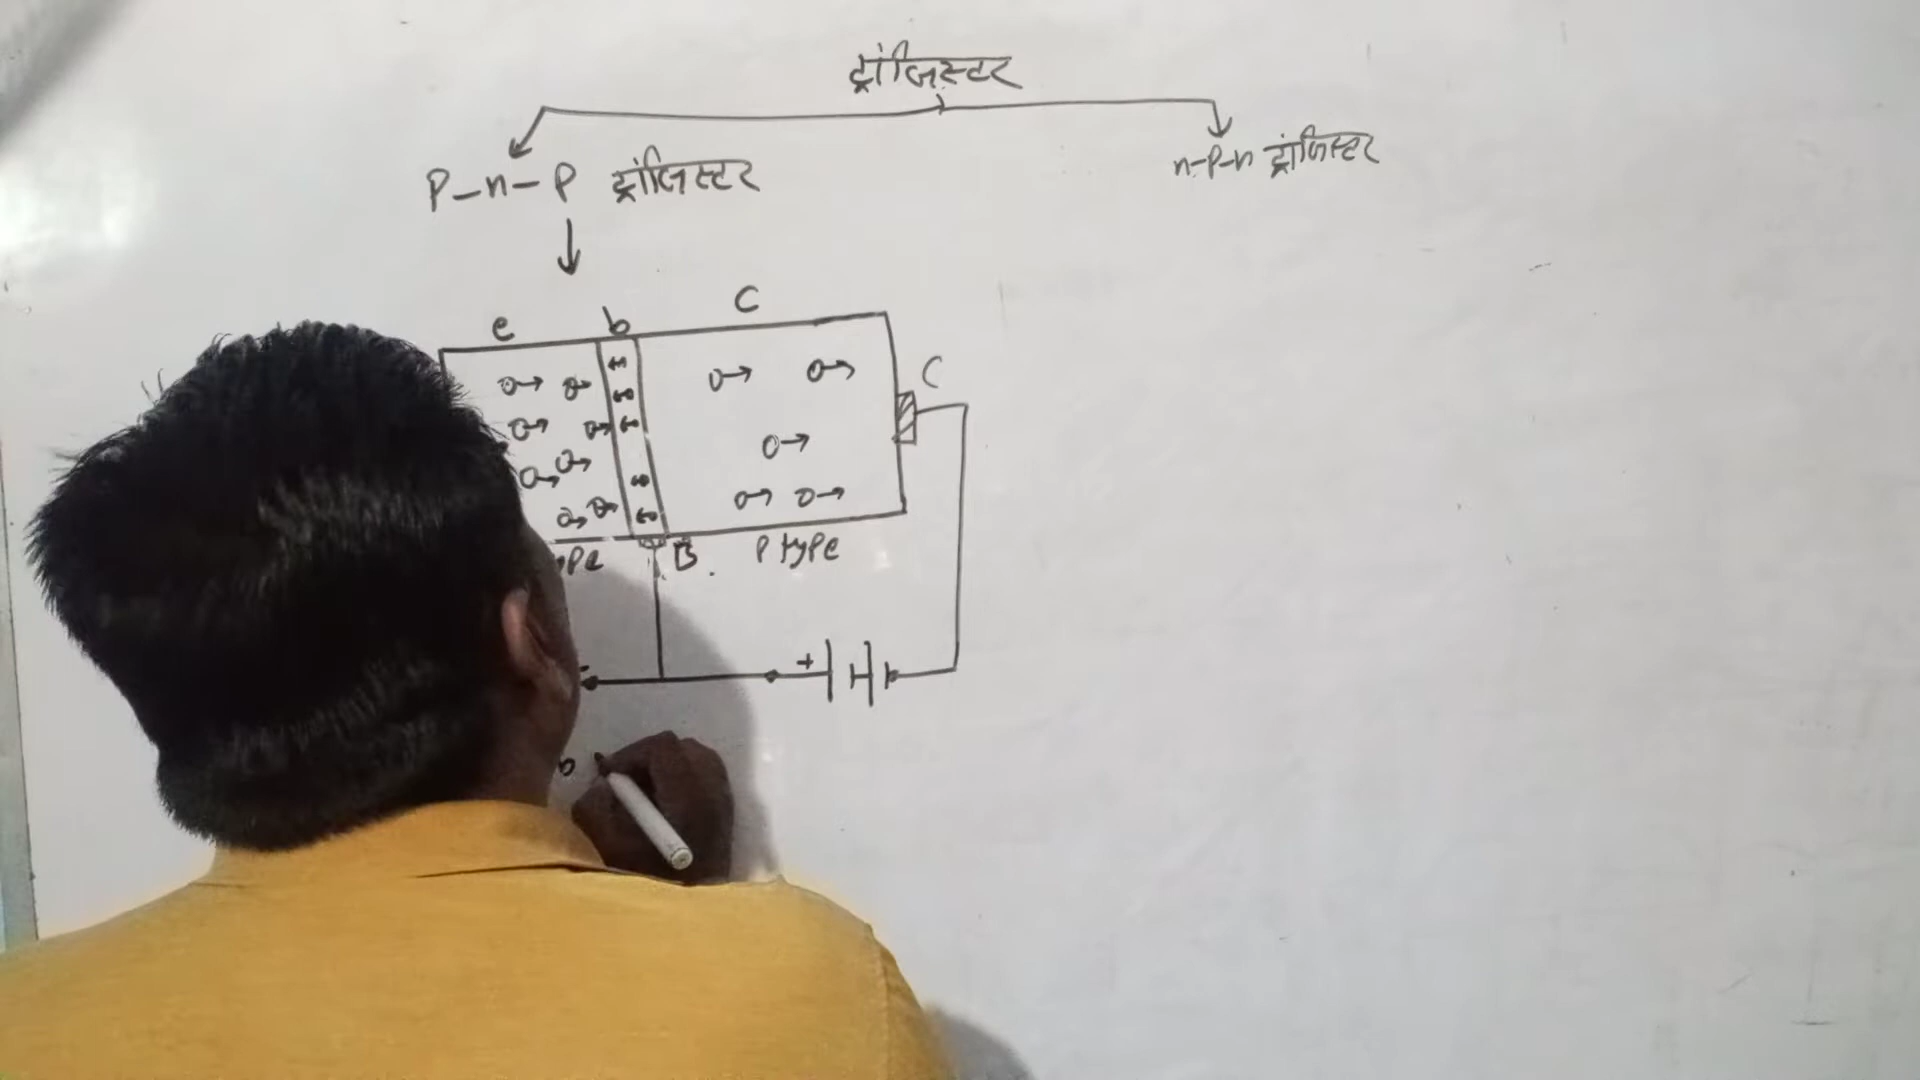 ट्रांजिस्टर
P-n-P ट्रांजिस्टर
n-p-n ट्रांजिस्टर
e b C
C
B. P type
+
b